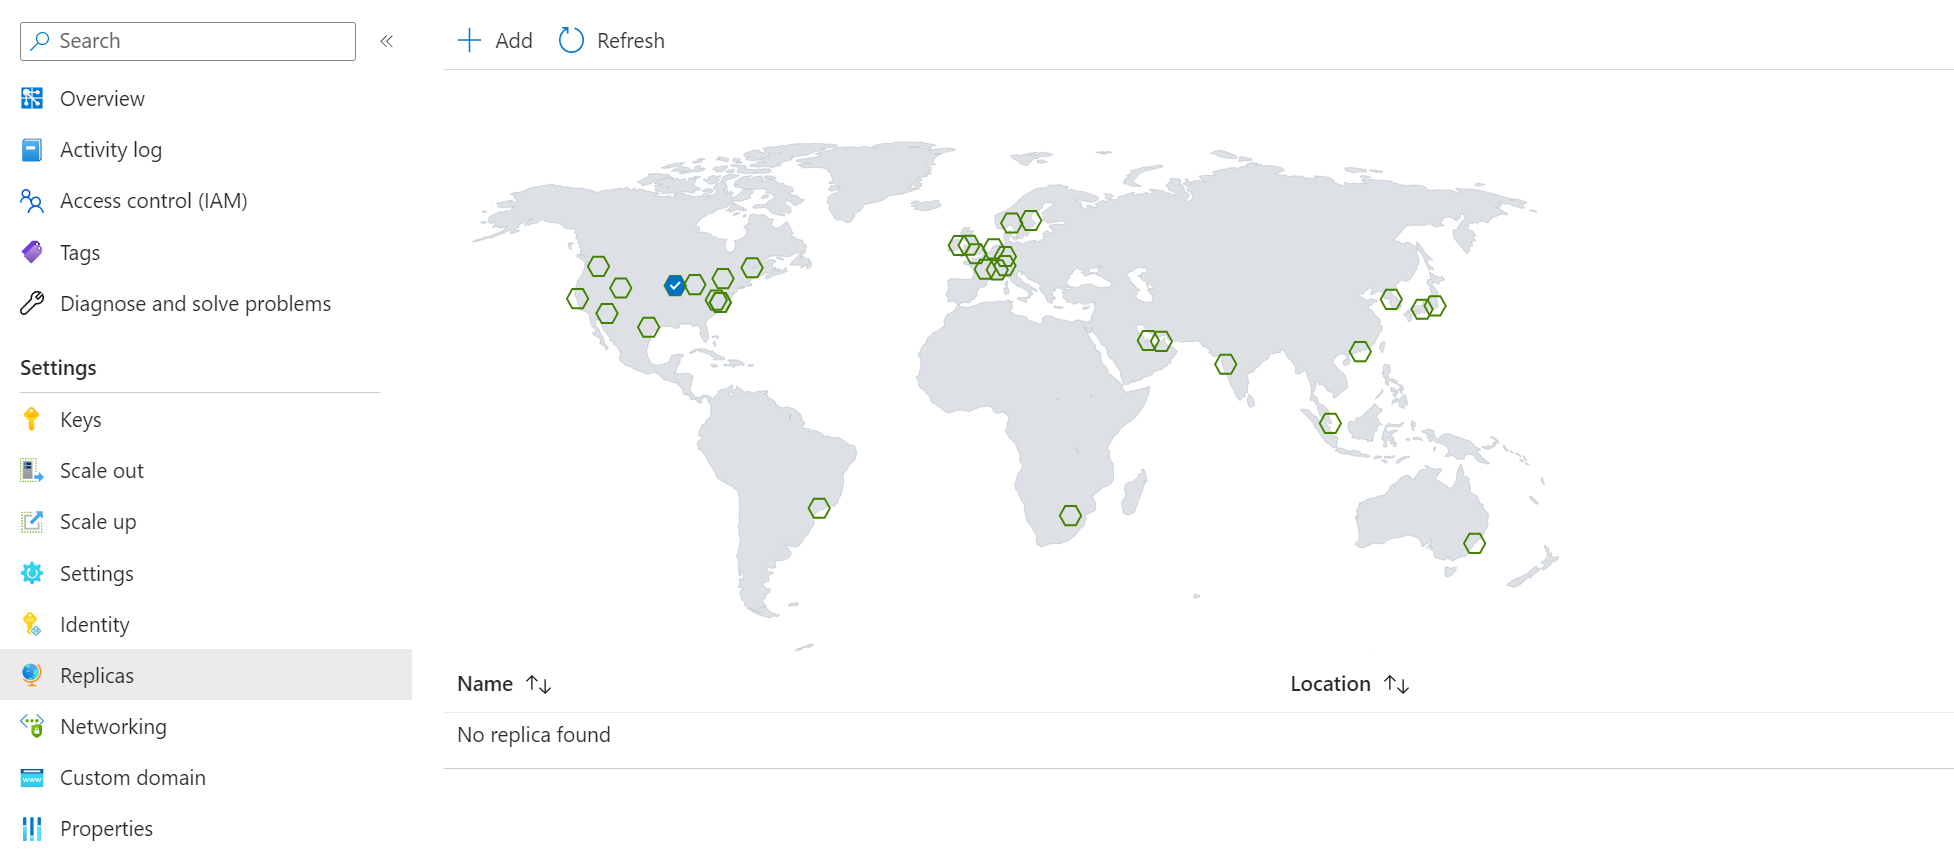 Search
Add
Refresh
Overview
Activity log
Access control (IAM)
Tags
Diagnose and solve problems
Settings
Keys
Scale out
Scale up
Settings
Identity
Replicas
Networking
Custom domain
Properties
Name
Location
No replica found